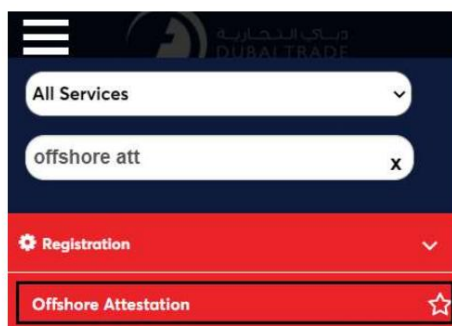 دبي التجارية
DUBAI TRADE
All Services
offshore att
x
Registration
Offshore Attestation